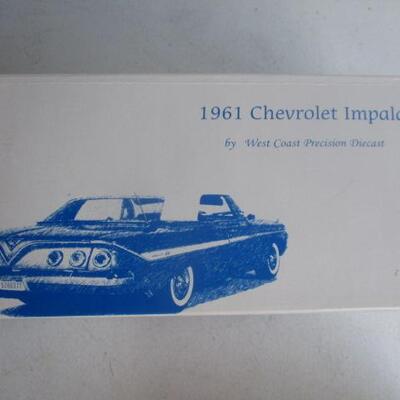 1961 Chevrolet Impala
by West Coast Precision Diecast